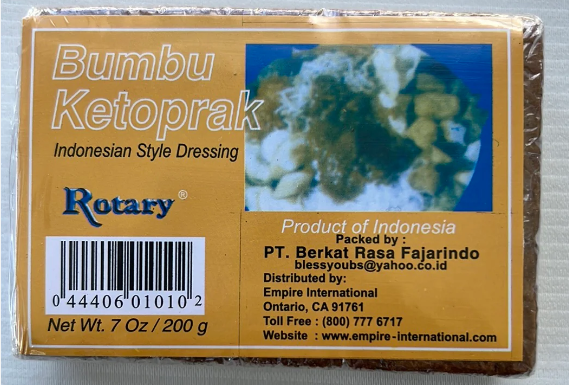 Bumbu
Ketoprak
Indonesian Style Dressing
Rotary ®
0 44406 01010 2
Net Wt. 7 Oz / 200 g
Product of Indonesia
Packed by :
PT. Berkat Rasa Fajarindo
blessyoubs@yahoo.co.id
Distributed by:
Empire International
Ontario, CA 91761
Toll Free : (800) 777 6717
Website : www.empire-international.com